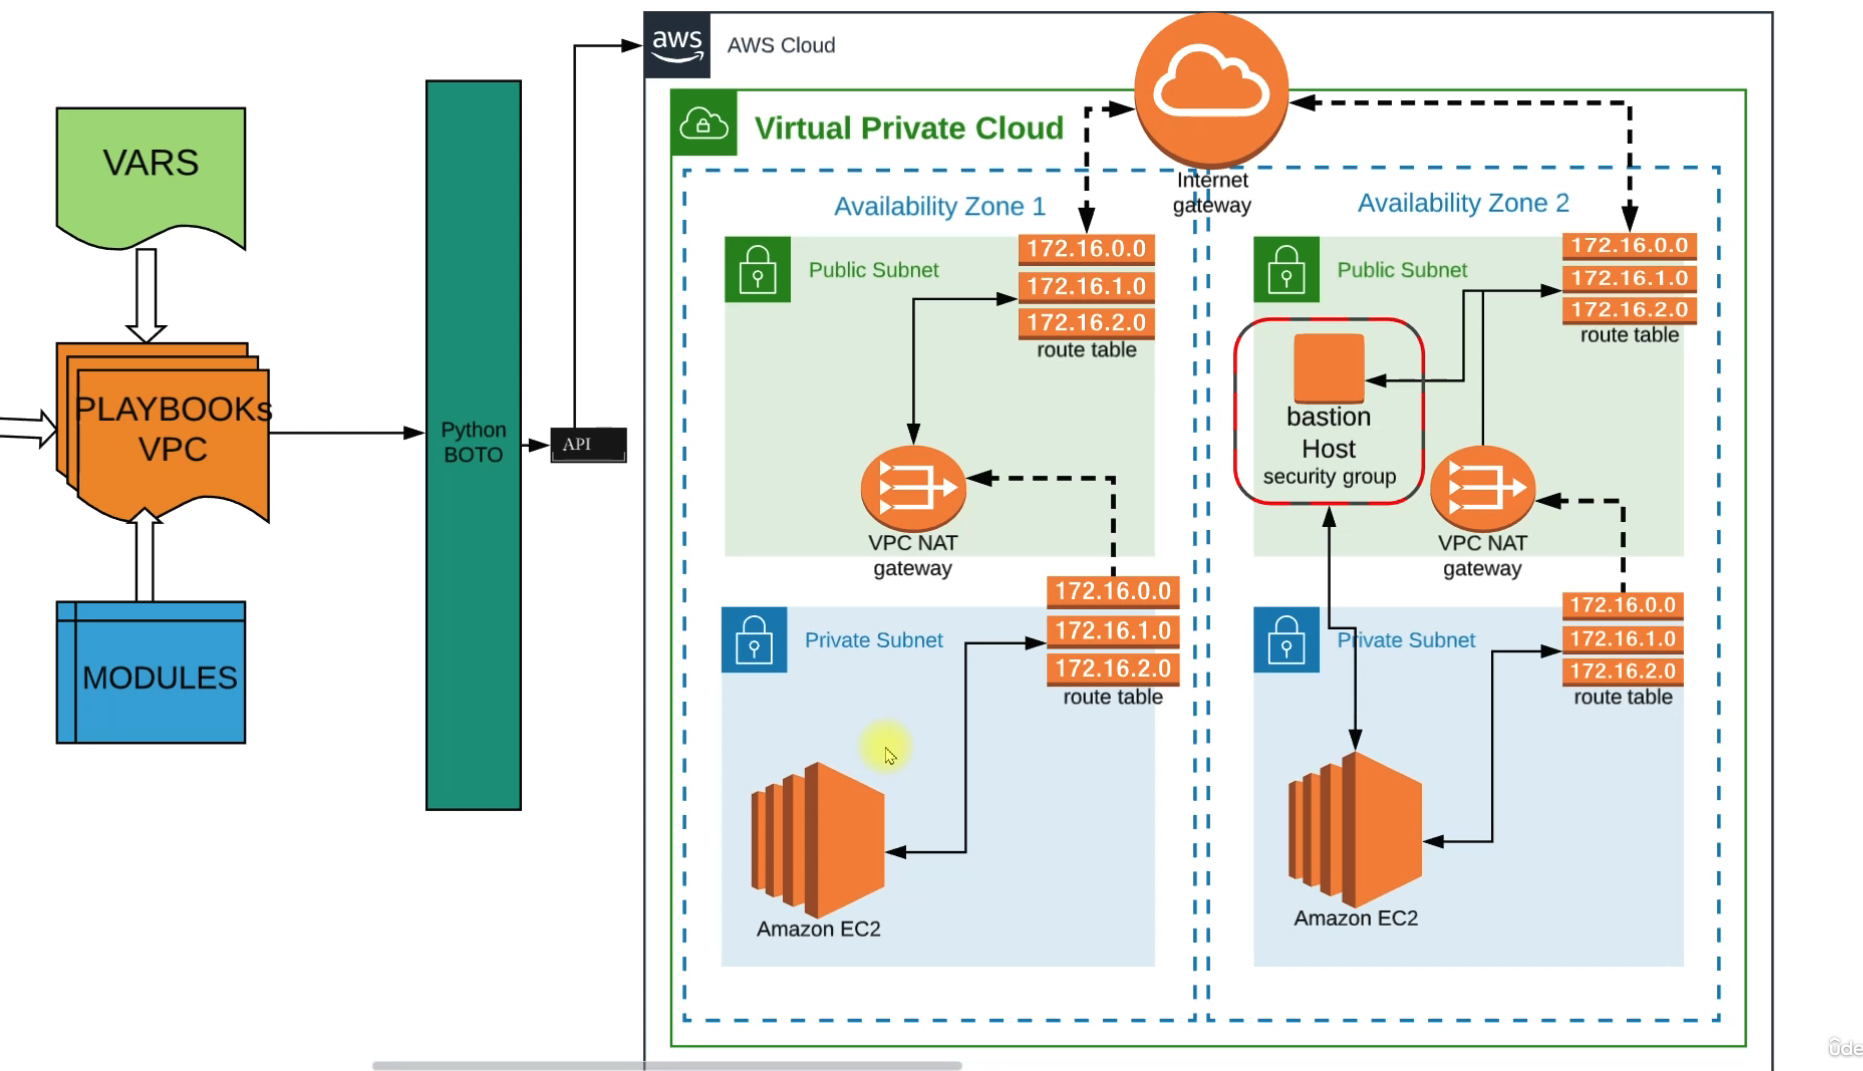 VARS
PLAYBOOKs
VPC
MODULES
Python
BOTO
API
aws
AWS Cloud
Virtual Private Cloud
Internet
gateway
Availability Zone 1
Public Subnet
172.16.0.0
172.16.1.0
172.16.2.0
route table
VPC NAT
gateway
172.16.0.0
172.16.1.0
172.16.2.0
route table
Private Subnet
Amazon EC2
Availability Zone 2
Public Subnet
172.16.0.0
172.16.1.0
172.16.2.0
route table
bastion
Host
security group
VPC NAT
gateway
172.16.0.0
172.16.1.0
172.16.2.0
route table
Private Subnet
Amazon EC2